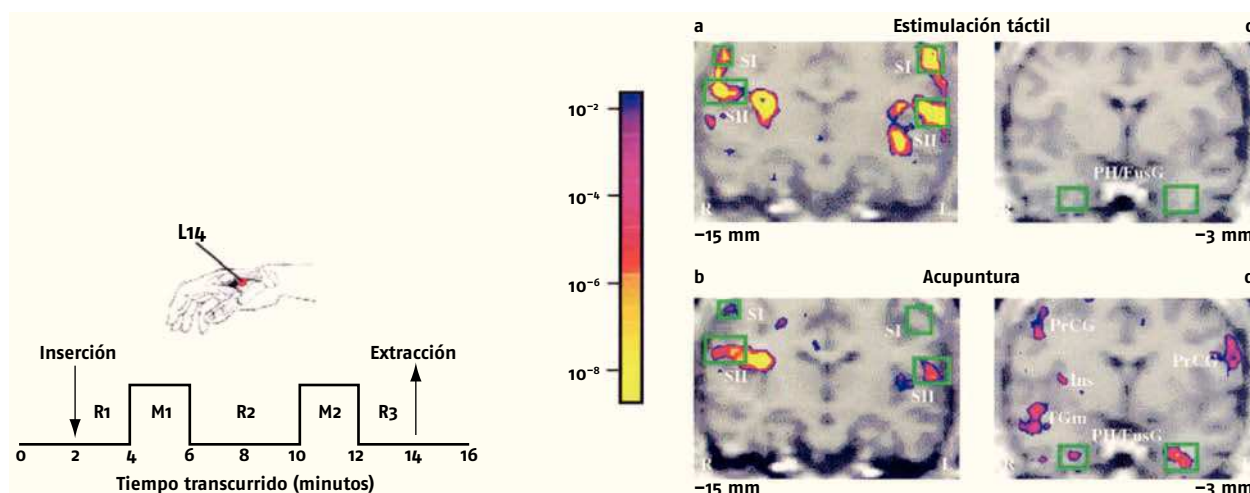 L14
Inserción
Extracción
R1
M1
R2
M2
R3
0 2 4 6 8 10 12 14 16
Tiempo transcurrido (minutos)
10⁻²
10⁻⁴
10⁻⁶
10⁻⁸
a
Estimulación táctil
c
SI
SI
SII
SII
PH/FusG
R
L
−15 mm
−3 mm
b
Acupuntura
d
SI
SI
SII
SII
PrCG
PrCG
Ins
TGm
PH/FusG
R
L
R
−15 mm
−3 mm